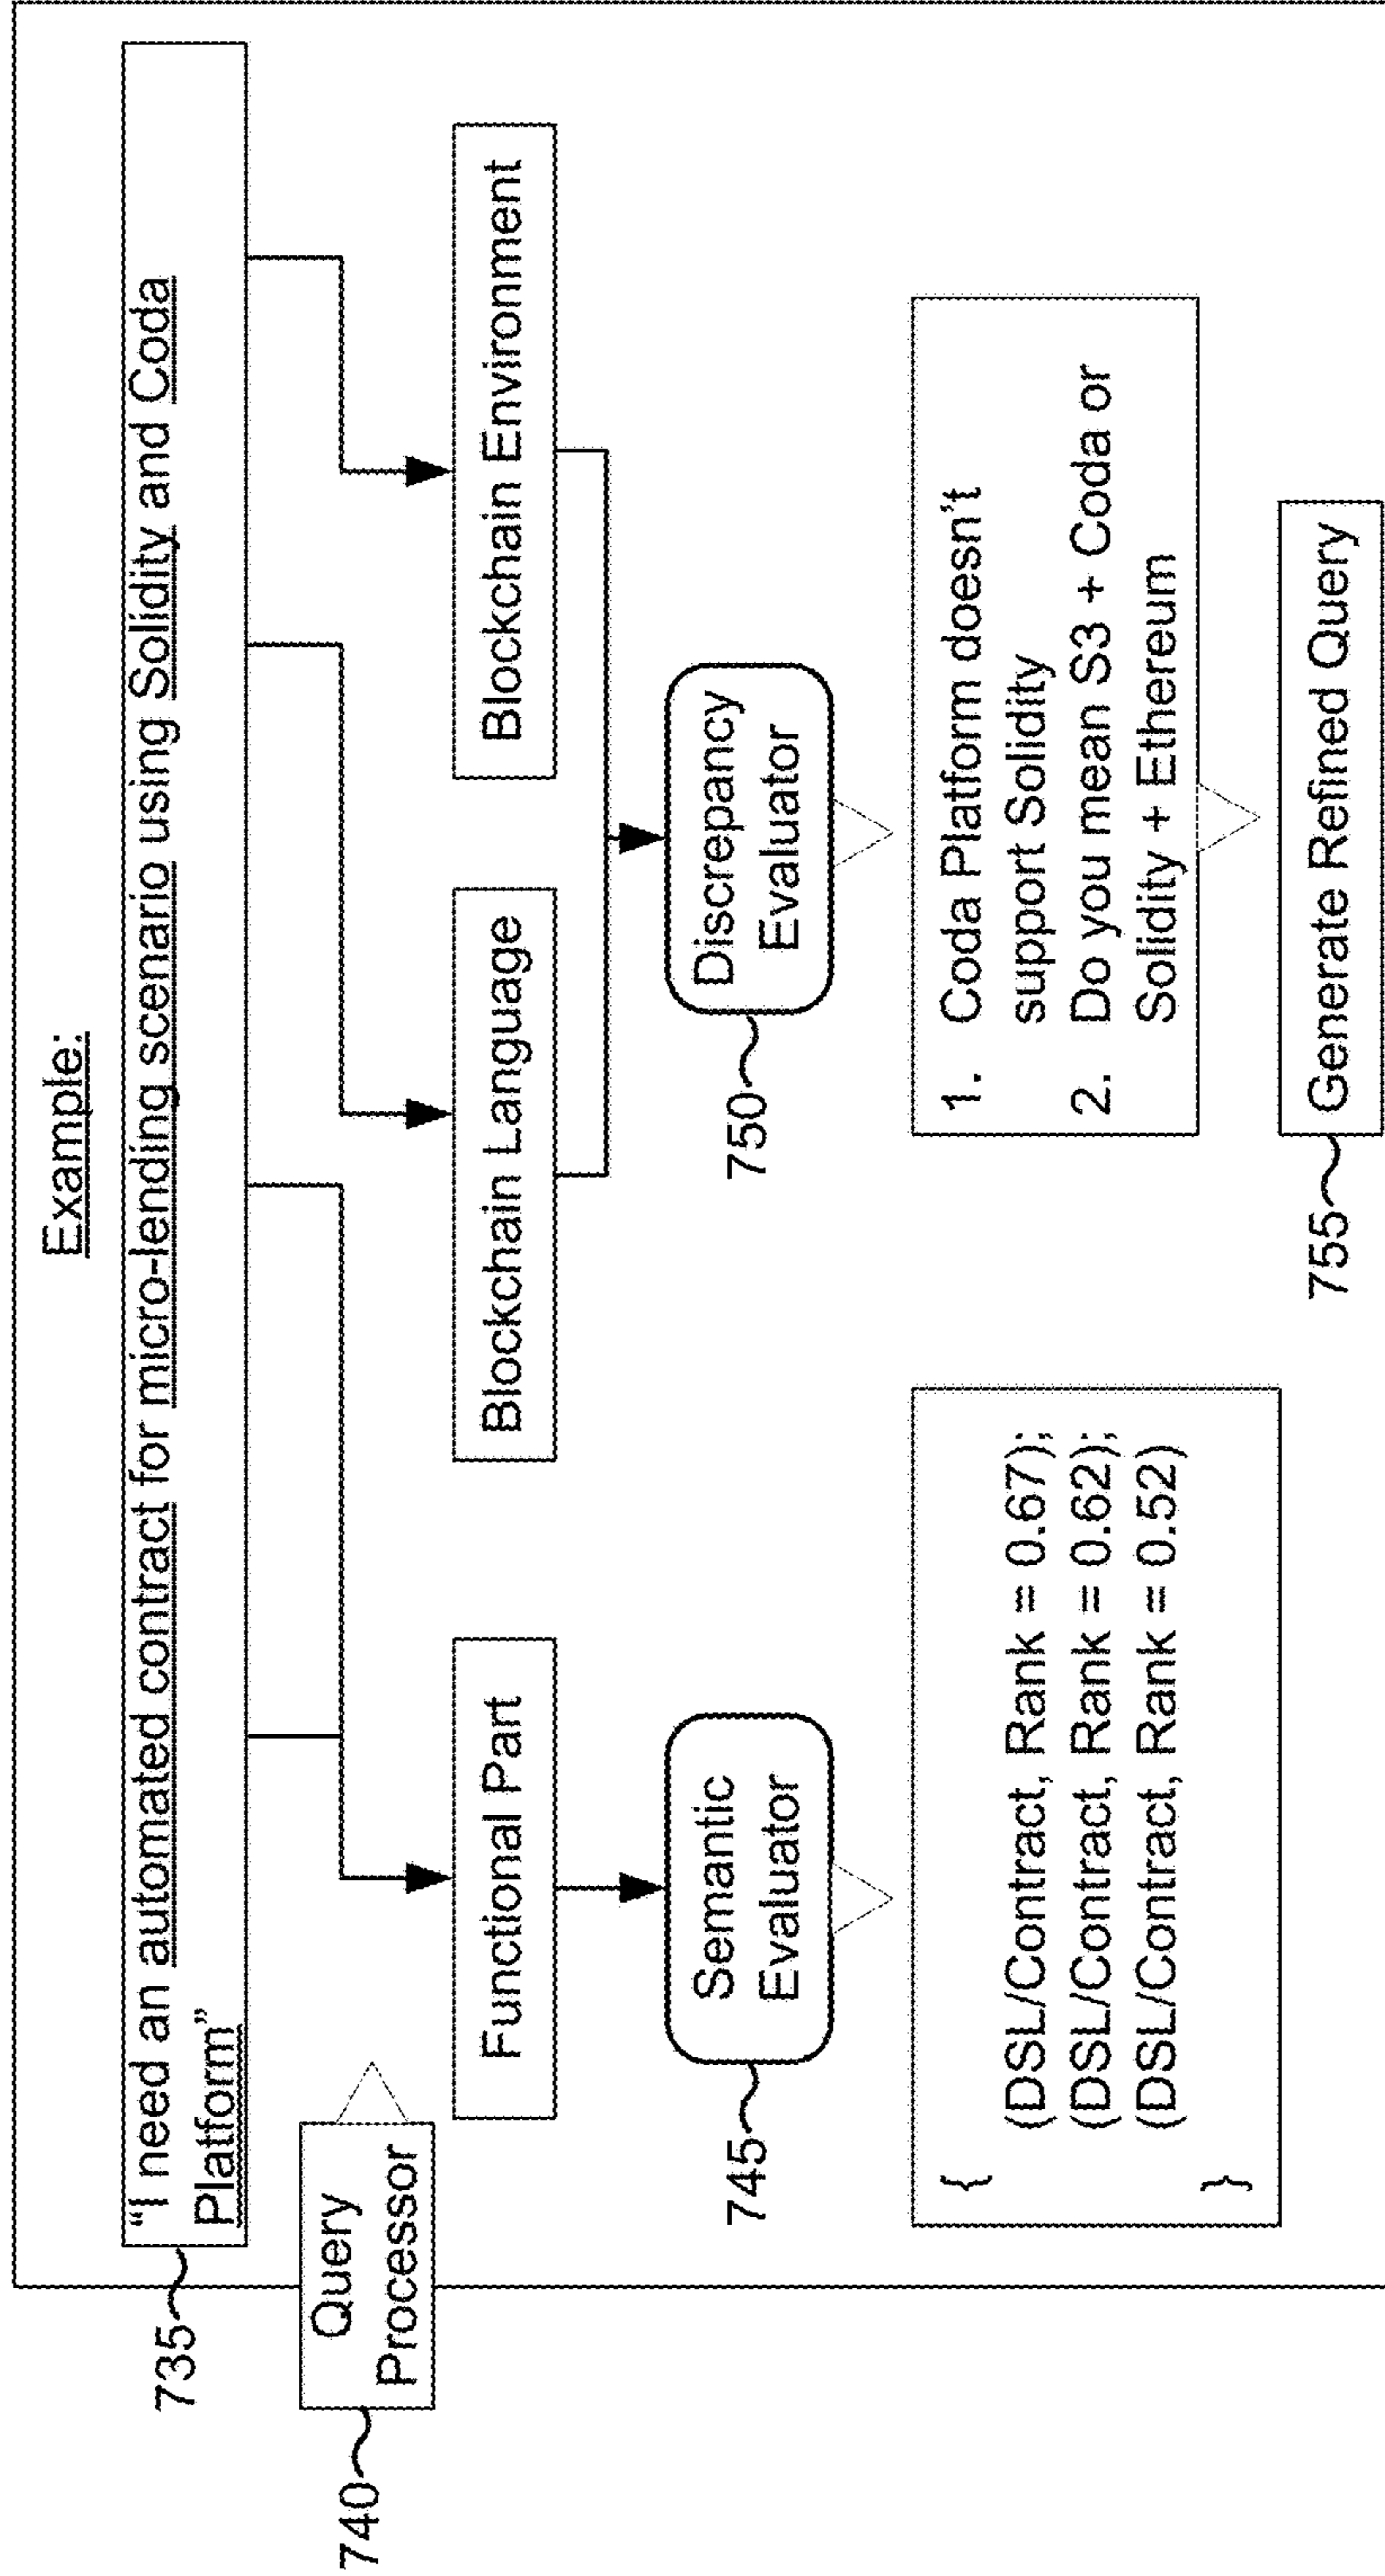 Example:
“I need an automated contract for micro-lending scenario using Solidity and Coda
Platform”
735
Query
Processor
740
Functional Part
Blockchain Language
Blockchain Environment
Semantic
Evaluator
745
Discrepancy
Evaluator
750
{
(DSL/Contract, Rank = 0.67);
(DSL/Contract, Rank = 0.62);
(DSL/Contract, Rank = 0.52)
}
1. Coda Platform doesn’t
support Solidity
2. Do you mean S3 + Coda or
Solidity + Ethereum
755
Generate Refined Query